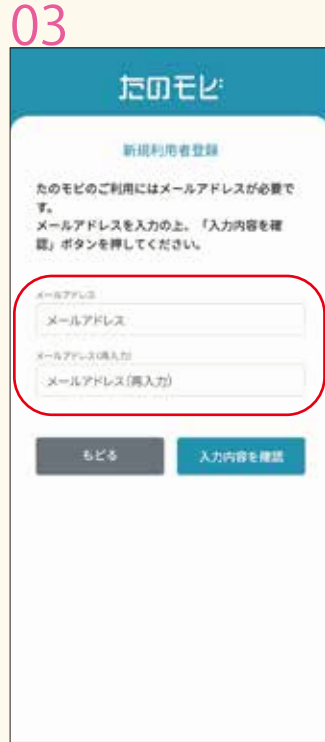 03
たのモビ
新規利用者登録
たのモビのご利用にはメールアドレスが必要で
す。
メールアドレスを入力の上、「入力内容を確
認」ボタンを押してください。
メールアドレス
メールアドレス
メールアドレス(再入力)
メールアドレス(再入力)
もどる
入力内容を確認